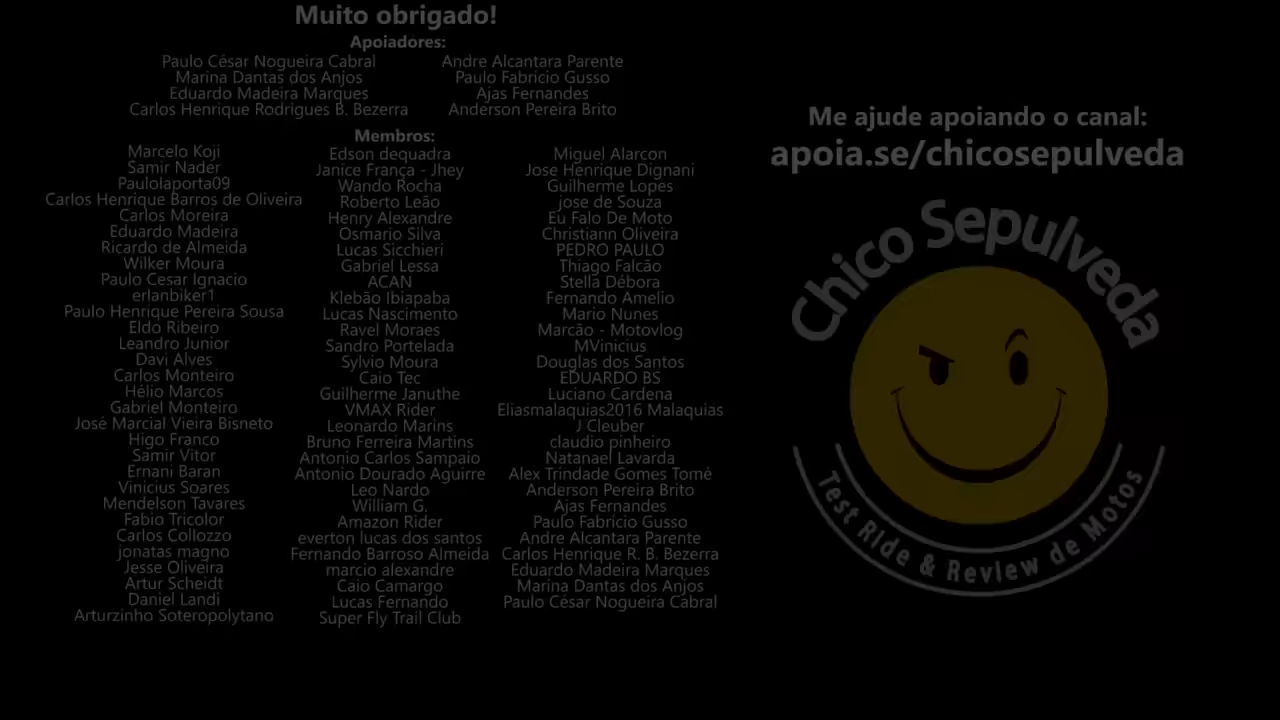 Muito obrigado!
Apoiadores:
Paulo César Nogueira Cabral
Marina Dantas dos Anjos
Eduardo Madeira Marques
Carlos Henrique Rodrigues B. Bezerra
Andre Alcantara Parente
Paulo Fabricio Gusso
Ajas Fernandes
Anderson Pereira Brito
Membros:
Marcelo Koji
Samir Nader
Paulolaporta09
Carlos Henrique Barros de Oliveira
Carlos Moreira
Eduardo Madeira
Ricardo de Almeida
Wilker Moura
Paulo Cesar Ignacio
erlanbiker1
Paulo Henrique Pereira Sousa
Eldo Ribeiro
Leandro Junior
Davi Alves
Carlos Monteiro
Hélio Marcos
Gabriel Monteiro
José Marcial Vieira Bisneto
Higo Franco
Samir Vitor
Ernani Baran
Vinicius Soares
Mendelson Tavares
Fabio Tricolor
Carlos Collozzo
jonatas magno
Jesse Oliveira
Artur Scheidt
Daniel Landi
Arturzinho Soteropolytano
Edson dequadra
Janice França - Jhey
Wando Rocha
Roberto Leão
Henry Alexandre
Osmario Silva
Lucas Sicchieri
Gabriel Lessa
ACAN
Klebão Ibiapaba
Lucas Nascimento
Ravel Moraes
Sandro Portelada
Sylvio Moura
Caio Tec
Guilherme Januthe
VMAX Rider
Leonardo Marins
Bruno Ferreira Martins
Antonio Carlos Sampaio
Antonio Dourado Aguirre
Leo Nardo
William G.
Amazon Rider
everton lucas dos santos
Fernando Barroso Almeida
marcio alexandre
Caio Camargo
Lucas Fernando
Super Fly Trail Club
Miguel Alarcon
Jose Henrique Dignani
Guilherme Lopes
jose de Souza
Eu Falo De Moto
Christiann Oliveira
PEDRO PAULO
Thiago Falcão
Stella Débora
Fernando Amelio
Mario Nunes
Marcão - Motovlog
MVinicius
Douglas dos Santos
EDUARDO BS
Luciano Cardena
Eliasmalaquias2016 Malaquias
J Cleuber
claudio pinheiro
Natanael Lavarda
Alex Trindade Gomes Tomé
Anderson Pereira Brito
Ajas Fernandes
Paulo Fabrício Gusso
Andre Alcantara Parente
Carlos Henrique R. B. Bezerra
Eduardo Madeira Marques
Marina Dantas dos Anjos
Paulo César Nogueira Cabral
Me ajude apoiando o canal:
apoia.se/chicosepulveda
Chico Sepulveda
Test Ride & Review de Motos